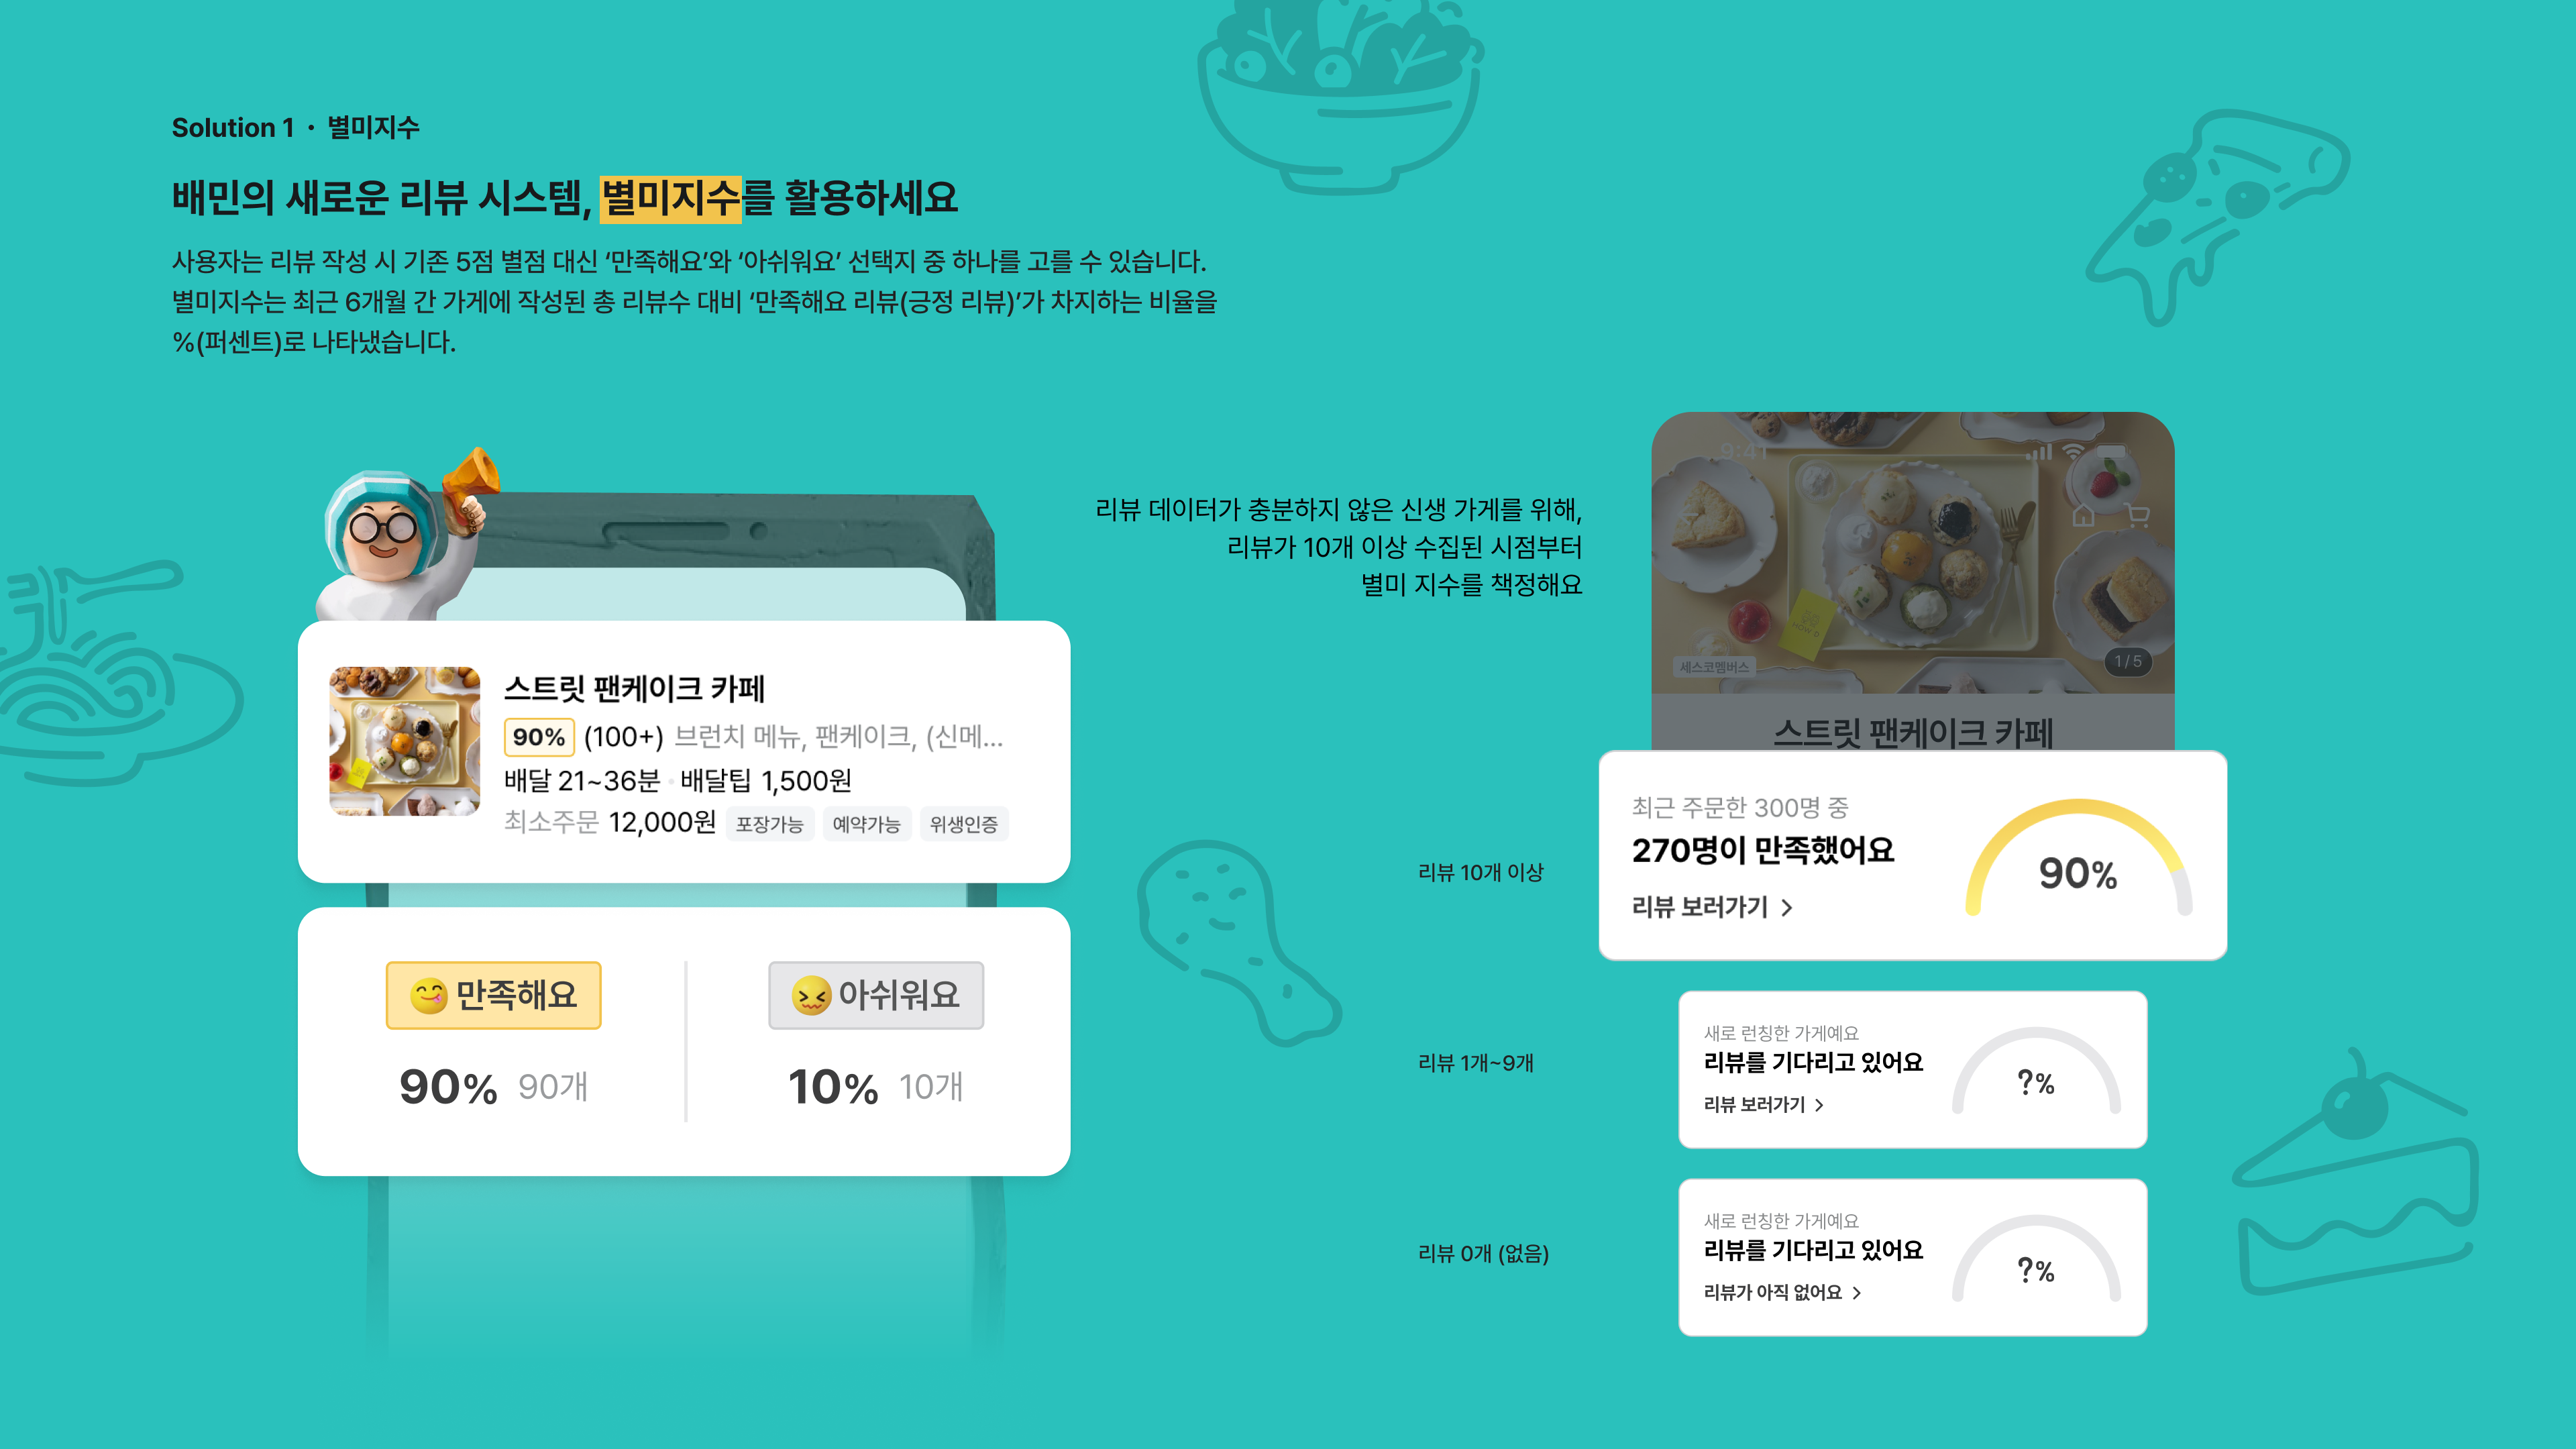 Solution 1 · 별미지수
배민의 새로운 리뷰 시스템, 별미지수를 활용하세요
사용자는 리뷰 작성 시 기존 5점 별점 대신 ‘만족해요’와 ‘아쉬워요’ 선택지 중 하나를 고를 수 있습니다.
별미지수는 최근 6개월 간 가게에 작성된 총 리뷰수 대비 ‘만족해요 리뷰(긍정 리뷰)’가 차지하는 비율을
%(퍼센트)로 나타냈습니다.
스트릿 팬케이크 카페
90% (100+) 브런치 메뉴, 팬케이크, (신메...
배달 21~36분 · 배달팁 1,500원
최소주문 12,000원 포장가능 예약가능 위생인증
만족해요
90% 90개
아쉬워요
10% 10개
리뷰 데이터가 충분하지 않은 신생 가게를 위해,
리뷰가 10개 이상 수집된 시점부터
별미 지수를 책정해요
9:41
세스코멤버스
1/5
스트릿 팬케이크 카페
리뷰 10개 이상
최근 주문한 300명 중
270명이 만족했어요
리뷰 보러가기
90%
리뷰 1개~9개
새로 런칭한 가게예요
리뷰를 기다리고 있어요
리뷰 보러가기
?%
리뷰 0개 (없음)
새로 런칭한 가게예요
리뷰를 기다리고 있어요
리뷰가 아직 없어요
?%